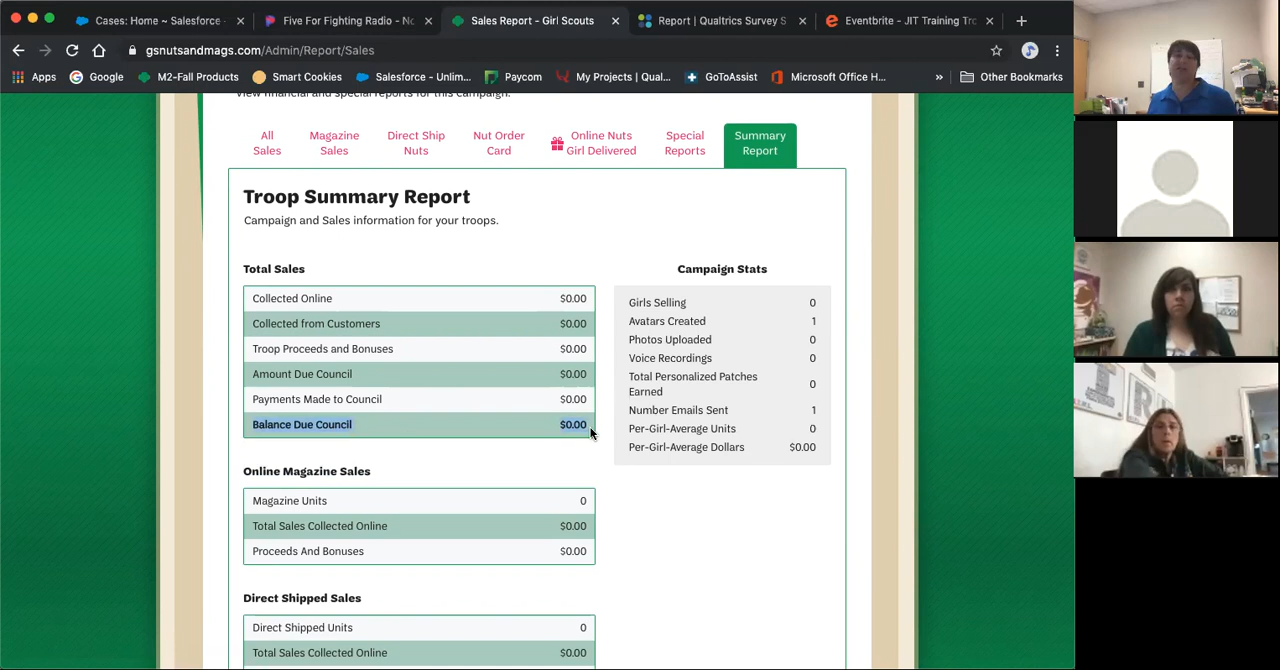 Cases: Home ~ Salesforce -
Five For Fighting Radio - No
Sales Report - Girl Scouts
Report | Qualtrics Survey S
Eventbrite - JIT Training Tro
gsnutsandmags.com/Admin/Report/Sales
Apps
Google
M2-Fall Products
Smart Cookies
Salesforce - Unlim...
Paycom
My Projects | Qual...
GoToAssist
Microsoft Office H...
»
Other Bookmarks
View financial and special reports for this campaign.
All
Sales
Magazine
Sales
Direct Ship
Nuts
Nut Order
Card
Online Nuts
Girl Delivered
Special
Reports
Summary
Report
Troop Summary Report
Campaign and Sales information for your troops.
Total Sales
Collected Online $0.00
Collected from Customers $0.00
Troop Proceeds and Bonuses $0.00
Amount Due Council $0.00
Payments Made to Council $0.00
Balance Due Council $0.00
Campaign Stats
Girls Selling 0
Avatars Created 1
Photos Uploaded 0
Voice Recordings 0
Total Personalized Patches
Earned 0
Number Emails Sent 1
Per-Girl-Average Units 0
Per-Girl-Average Dollars $0.00
Online Magazine Sales
Magazine Units 0
Total Sales Collected Online $0.00
Proceeds And Bonuses $0.00
Direct Shipped Sales
Direct Shipped Units 0
Total Sales Collected Online $0.00